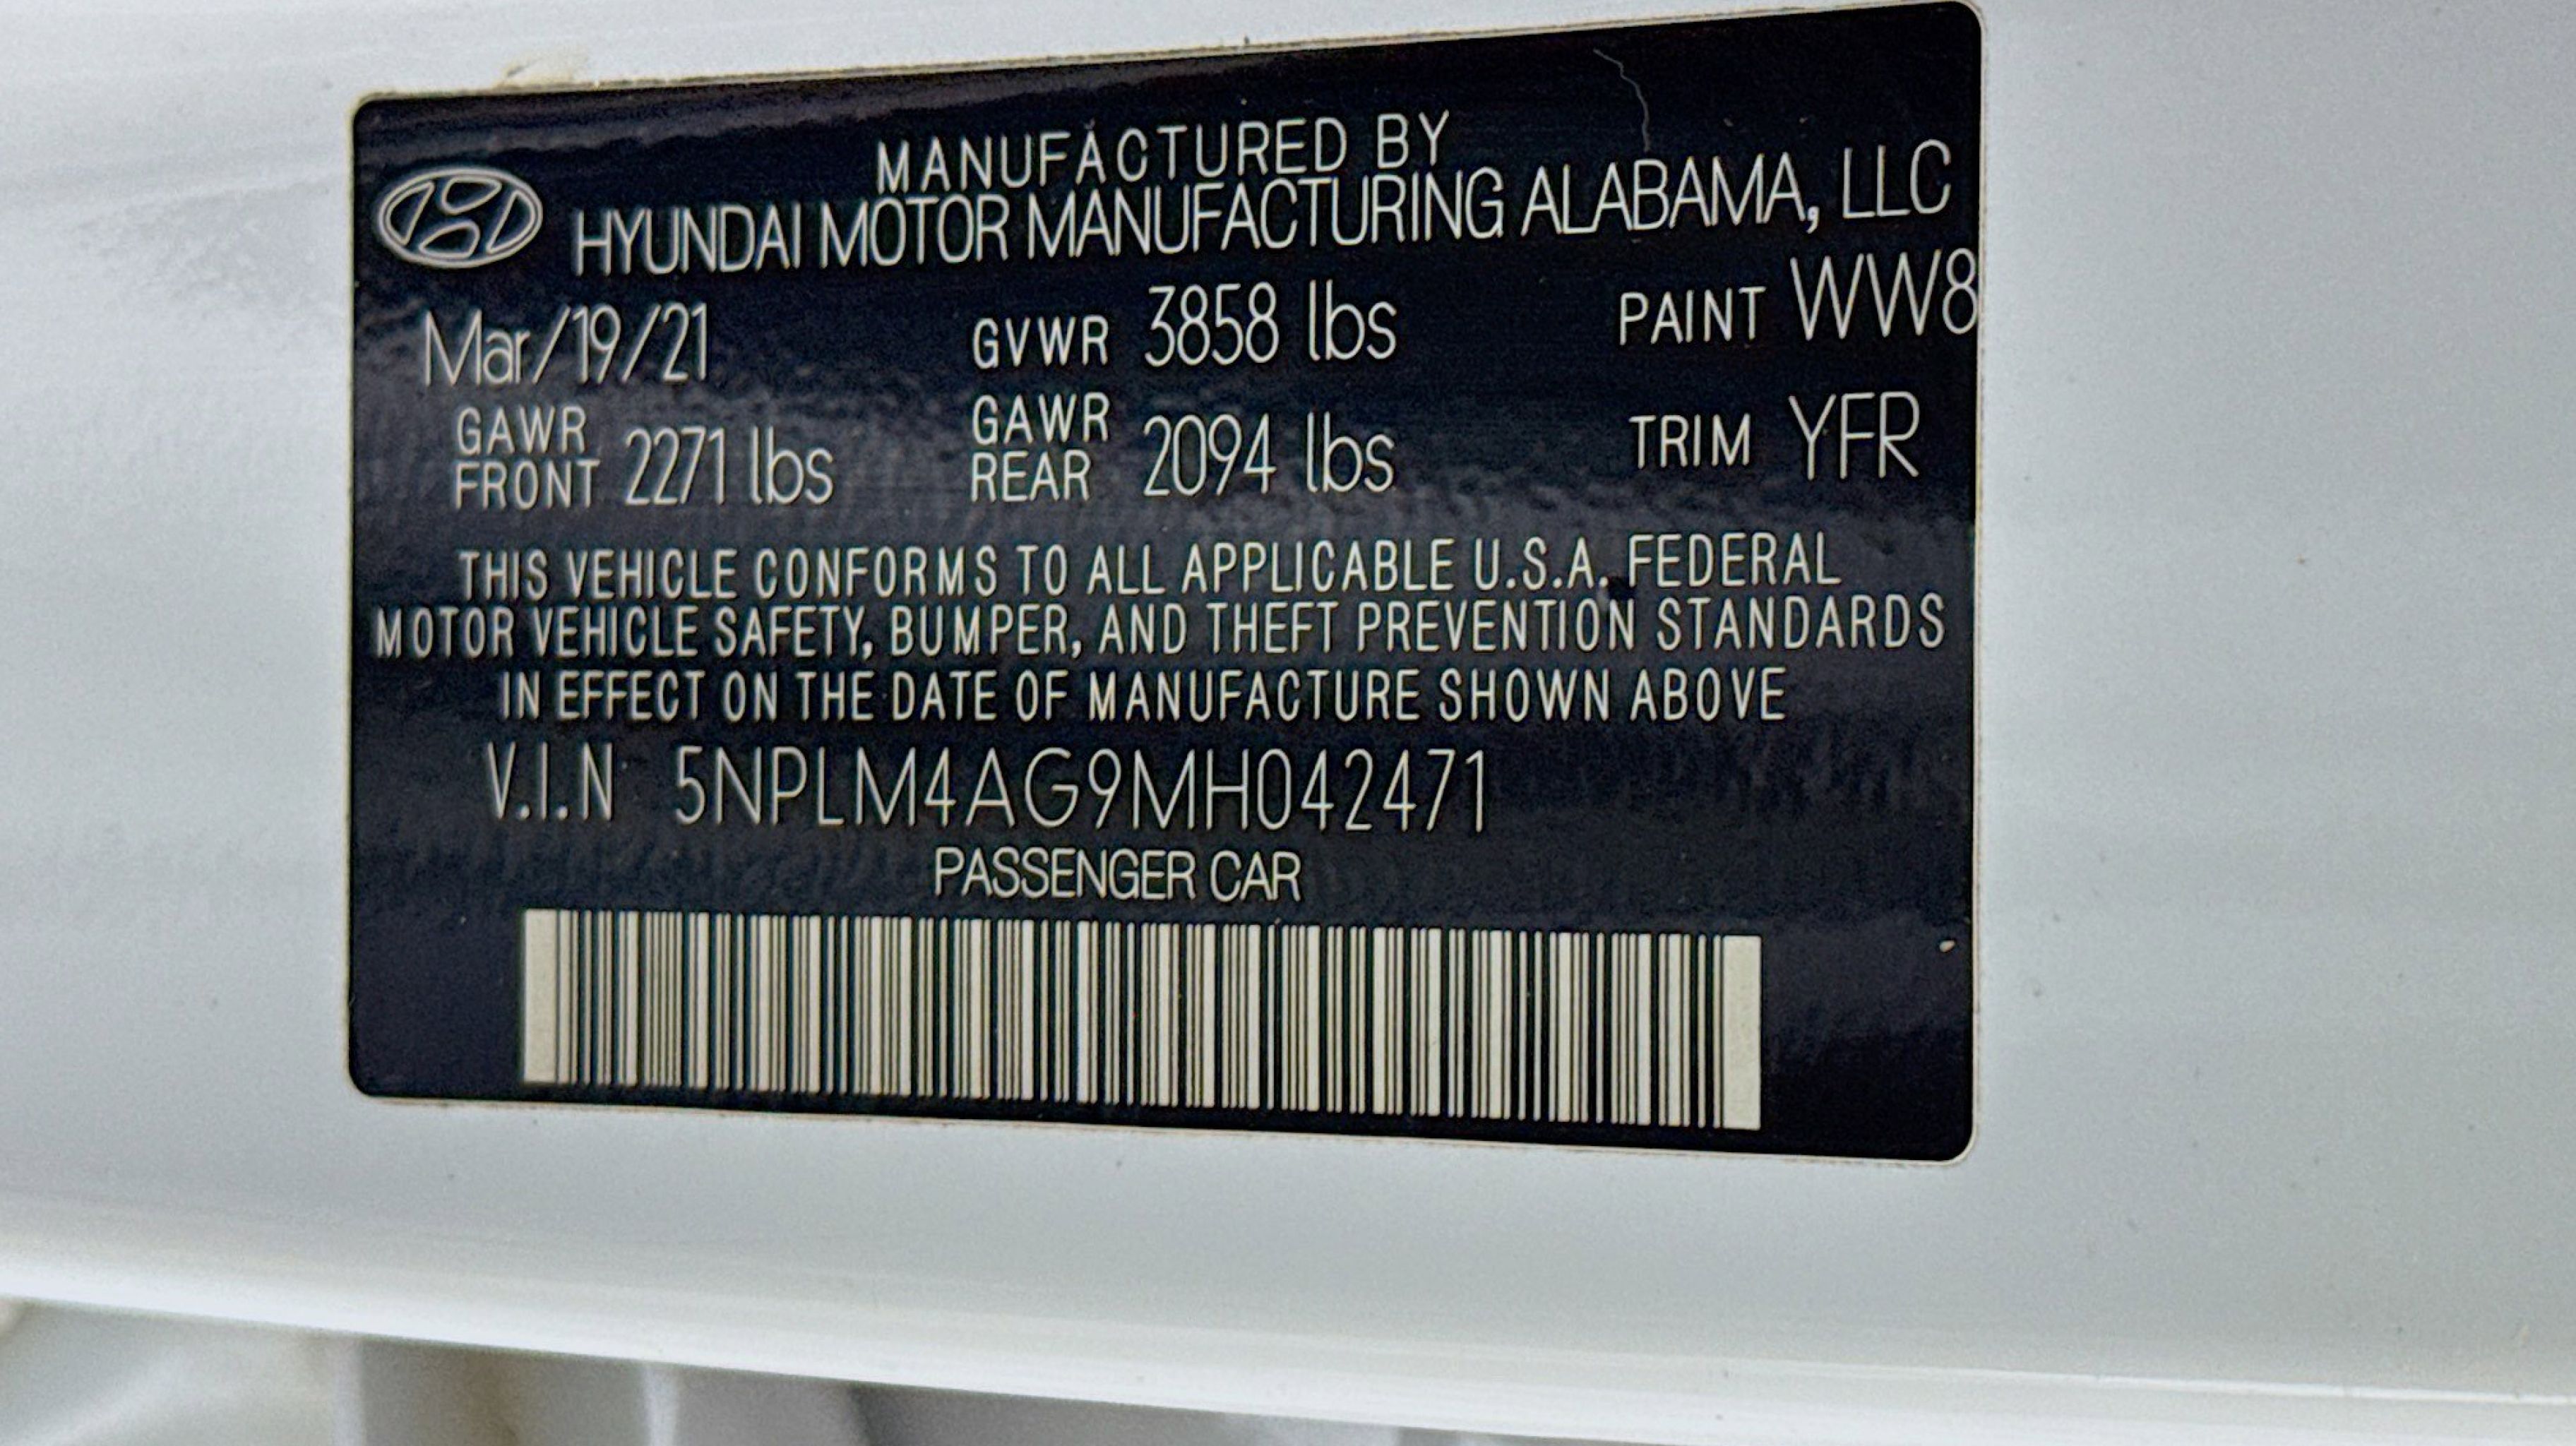 MANUFACTURED BY
HYUNDAI MOTOR MANUFACTURING ALABAMA, LLC
Mar/19/21 GVWR 3858 lbs PAINT WW8
GAWR FRONT 2271 lbs GAWR REAR 2094 lbs TRIM YFR
THIS VEHICLE CONFORMS TO ALL APPLICABLE U.S.A. FEDERAL
MOTOR VEHICLE SAFETY, BUMPER, AND THEFT PREVENTION STANDARDS
IN EFFECT ON THE DATE OF MANUFACTURE SHOWN ABOVE
V.I.N 5NPLM4AG9MH042471
PASSENGER CAR